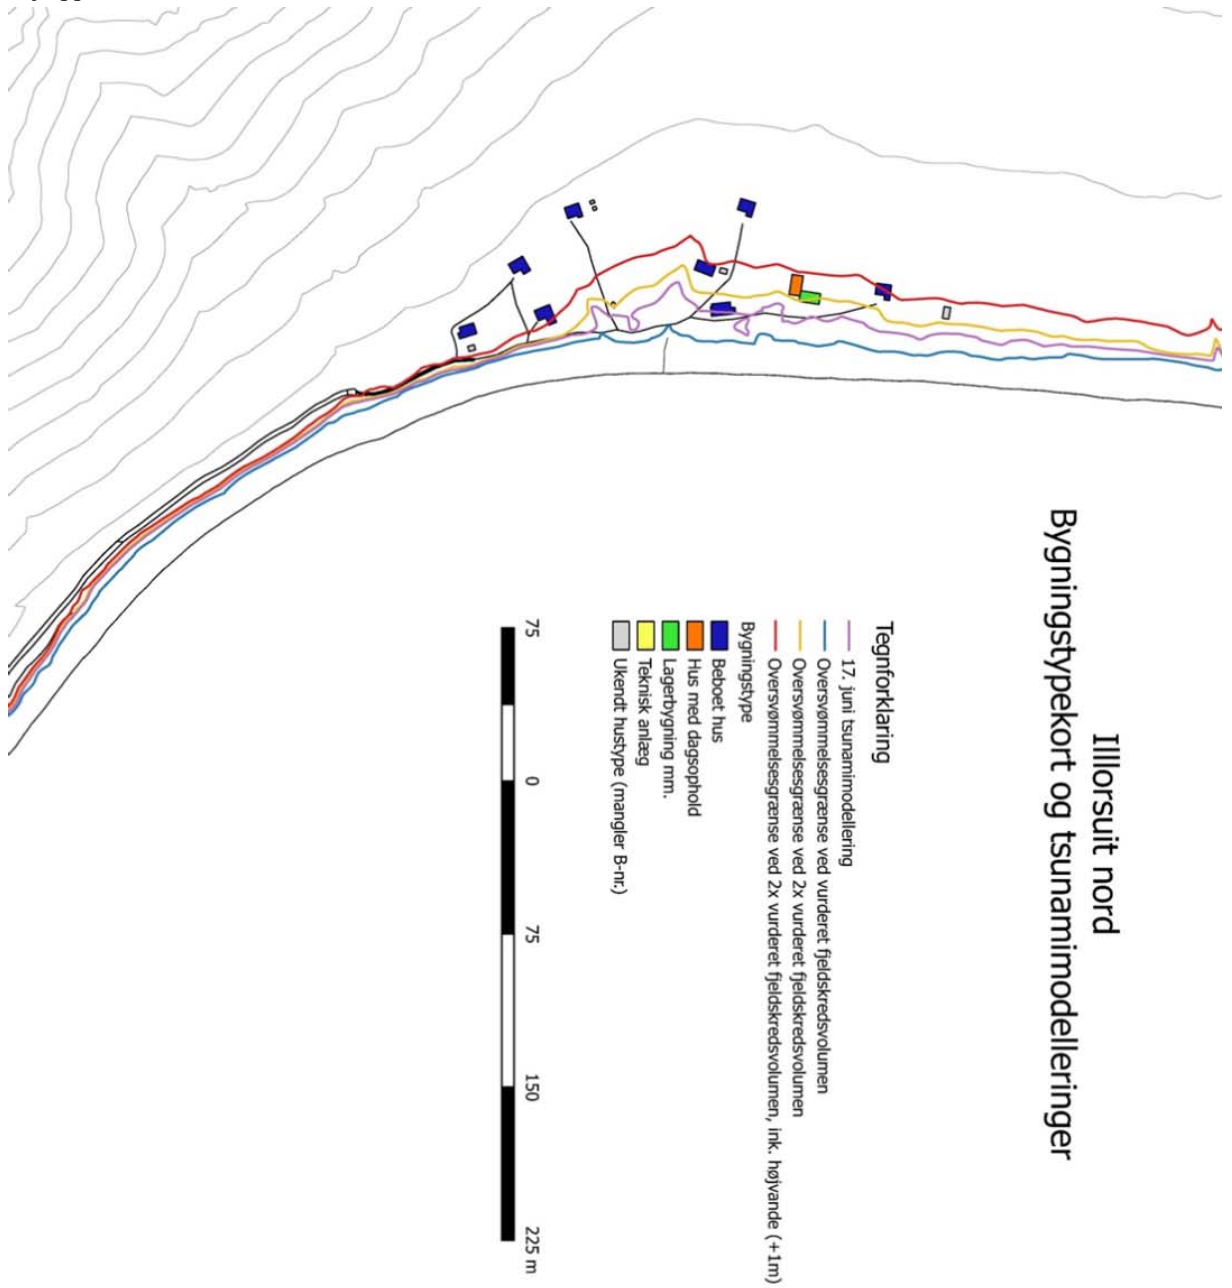 Illorsuit nord
Bygningstypekort og tsunamimodelleringer
Tegnforklaring
17. juni tsunamimodellering
Oversvømmelsesgrænse ved vurderet fjeldskredsvolumen
Oversvømmelsesgrænse ved 2x vurderet fjeldskredsvolumen
Oversvømmelsesgrænse ved 2x vurderet fjeldskredsvolumen, ink. højvande (+1m)
Bygningstype
Beboet hus
Hus med dagsophold
Lagerbygning mm.
Teknisk anlæg
Ukendt hustype (mangler B-nr.)
75 0 75 150 225 m